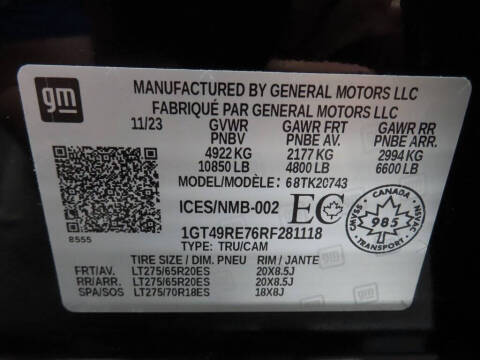 gm
MANUFACTURED BY GENERAL MOTORS LLC
FABRIQUÉ PAR GENERAL MOTORS LLC
11/23 GVWR GAWR FRT GAWR RR
PNBV PNBE AV. PNBE ARR.
4922 KG 2177 KG 2994 KG
10850 LB 4800 LB 6600 LB
MODEL/MODÈLE: 68TK20743
ICES/NMB-002 EC
CANADA
985
CMVSS NSVAC
TRANSPORT
8555
1GT49RE76RF281118
TYPE: TRU/CAM
TIRE SIZE / DIM. PNEU RIM / JANTE
FRT/AV. LT275/65R20ES 20X8.5J
RR/ARR. LT275/65R20ES 20X8.5J
SPA/SOS LT275/70R18ES 18X8J